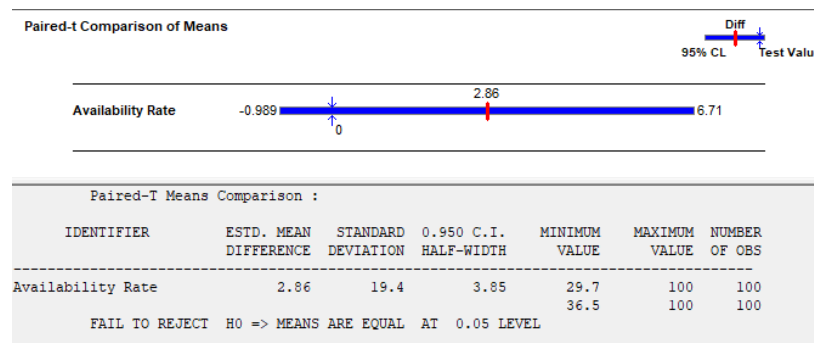 Paired-t Comparison of Means
Diff
95% CL Test Valu
2.86
Availability Rate -0.989 6.71
0
Paired-T Means Comparison :
IDENTIFIER ESTD. MEAN STANDARD 0.950 C.I. MINIMUM MAXIMUM NUMBER
DIFFERENCE DEVIATION HALF-WIDTH VALUE VALUE OF OBS
Availability Rate 2.86 19.4 3.85 29.7 100 100
36.5 100 100
FAIL TO REJECT H0 => MEANS ARE EQUAL AT 0.05 LEVEL